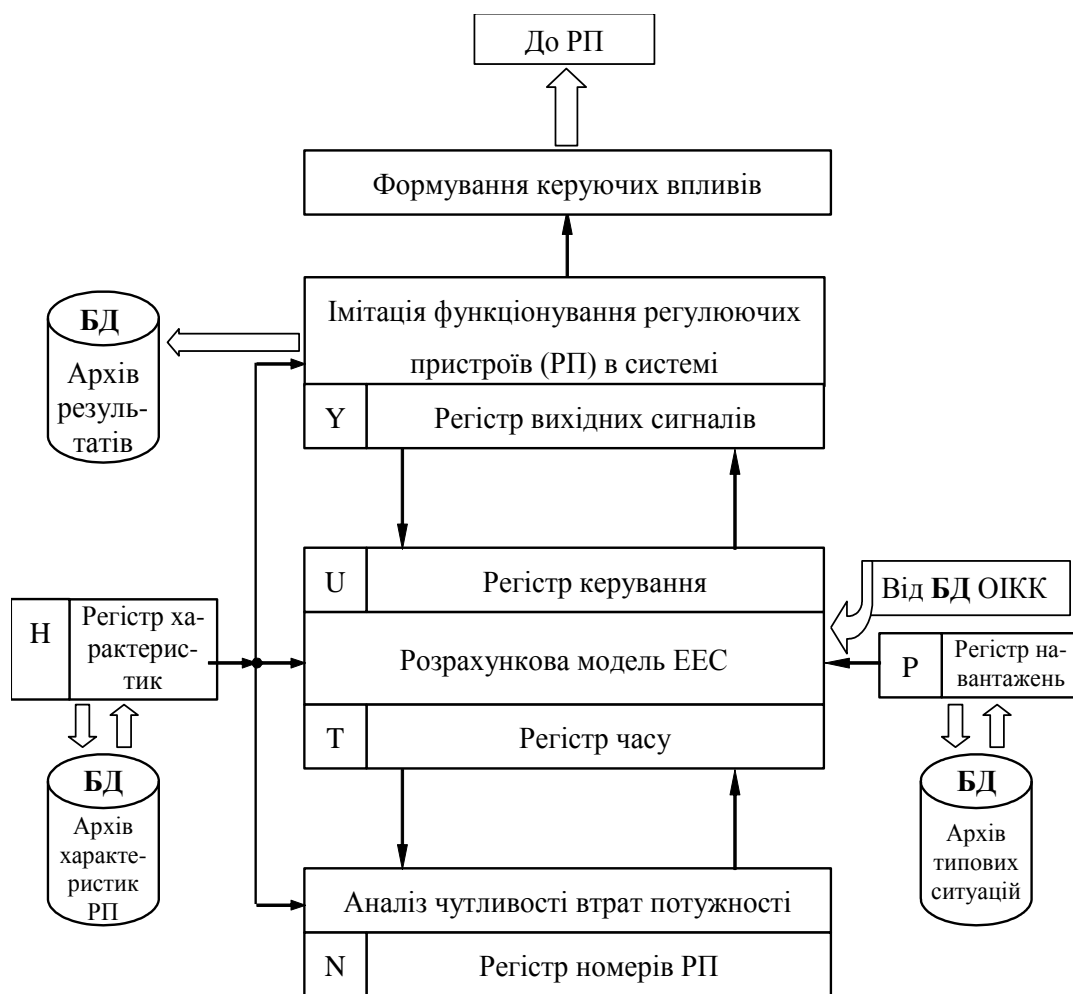 До РП
Формування керуючих впливів
Імітація функціонування регулюючих
пристроїв (РП) в системі
Y Регістр вихідних сигналів
БД
Архів
резуль-
татів
U Регістр керування
Розрахункова модель ЕЕС
T Регістр часу
H
Регістр ха-
рактерис-
тик
БД
Архів
характе-
ристик
РП
Від БД ОІКК
P
Регістр на-
вантажень
БД
Архів
типових
ситуацій
Аналіз чутливості втрат потужності
N Регістр номерів РП